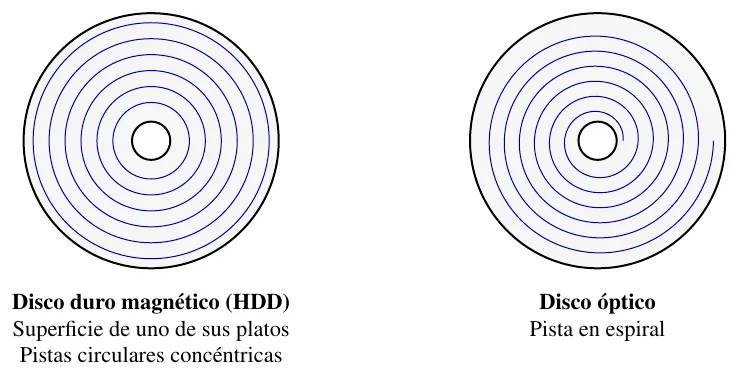 Disco duro magnético (HDD)
Superficie de uno de sus platos
Pistas circulares concéntricas
Disco óptico
Pista en espiral